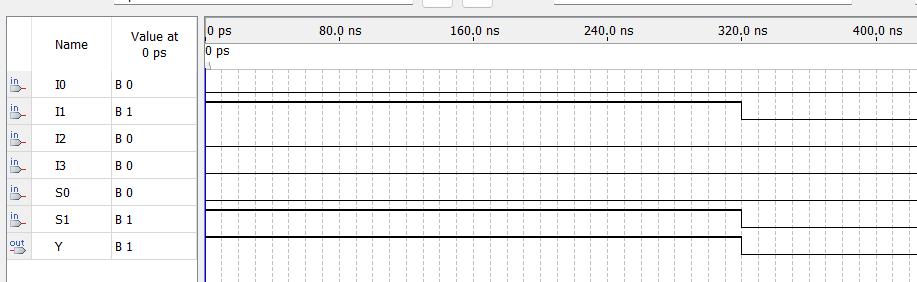 0 ps 80.0 ns 160.0 ns 240.0 ns 320.0 ns 400.0 ns
Name Value at 0 ps
0 ps
in I0 B 0
in I1 B 1
in I2 B 0
in I3 B 0
in S0 B 0
in S1 B 1
out Y B 1